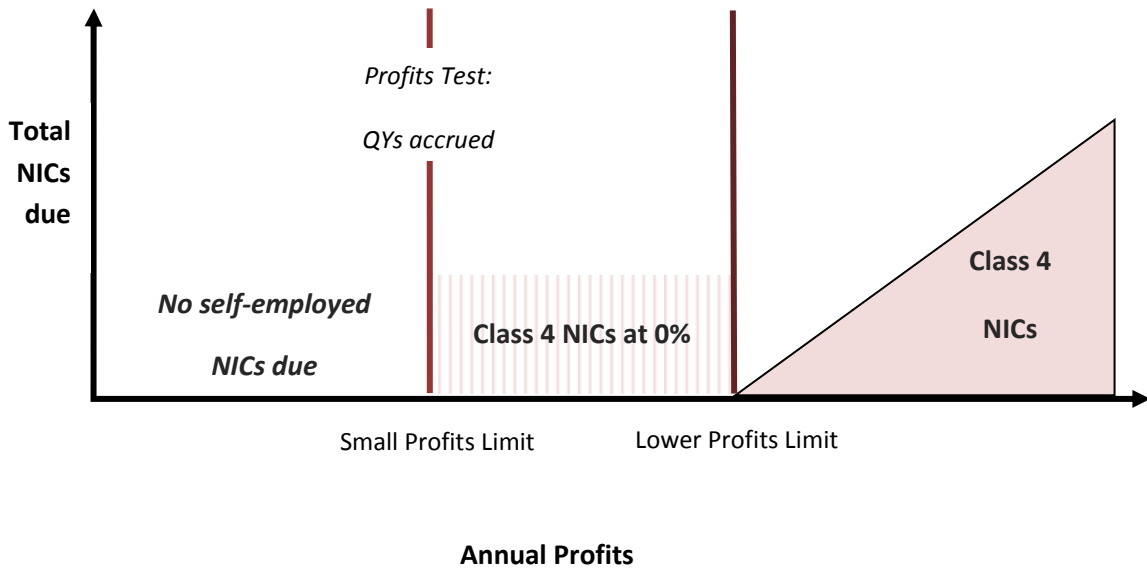 Total
NICs
due
Profits Test:
QYs accrued
No self-employed
NICs due
Class 4 NICs at 0%
Class 4
NICs
Small Profits Limit
Lower Profits Limit
Annual Profits